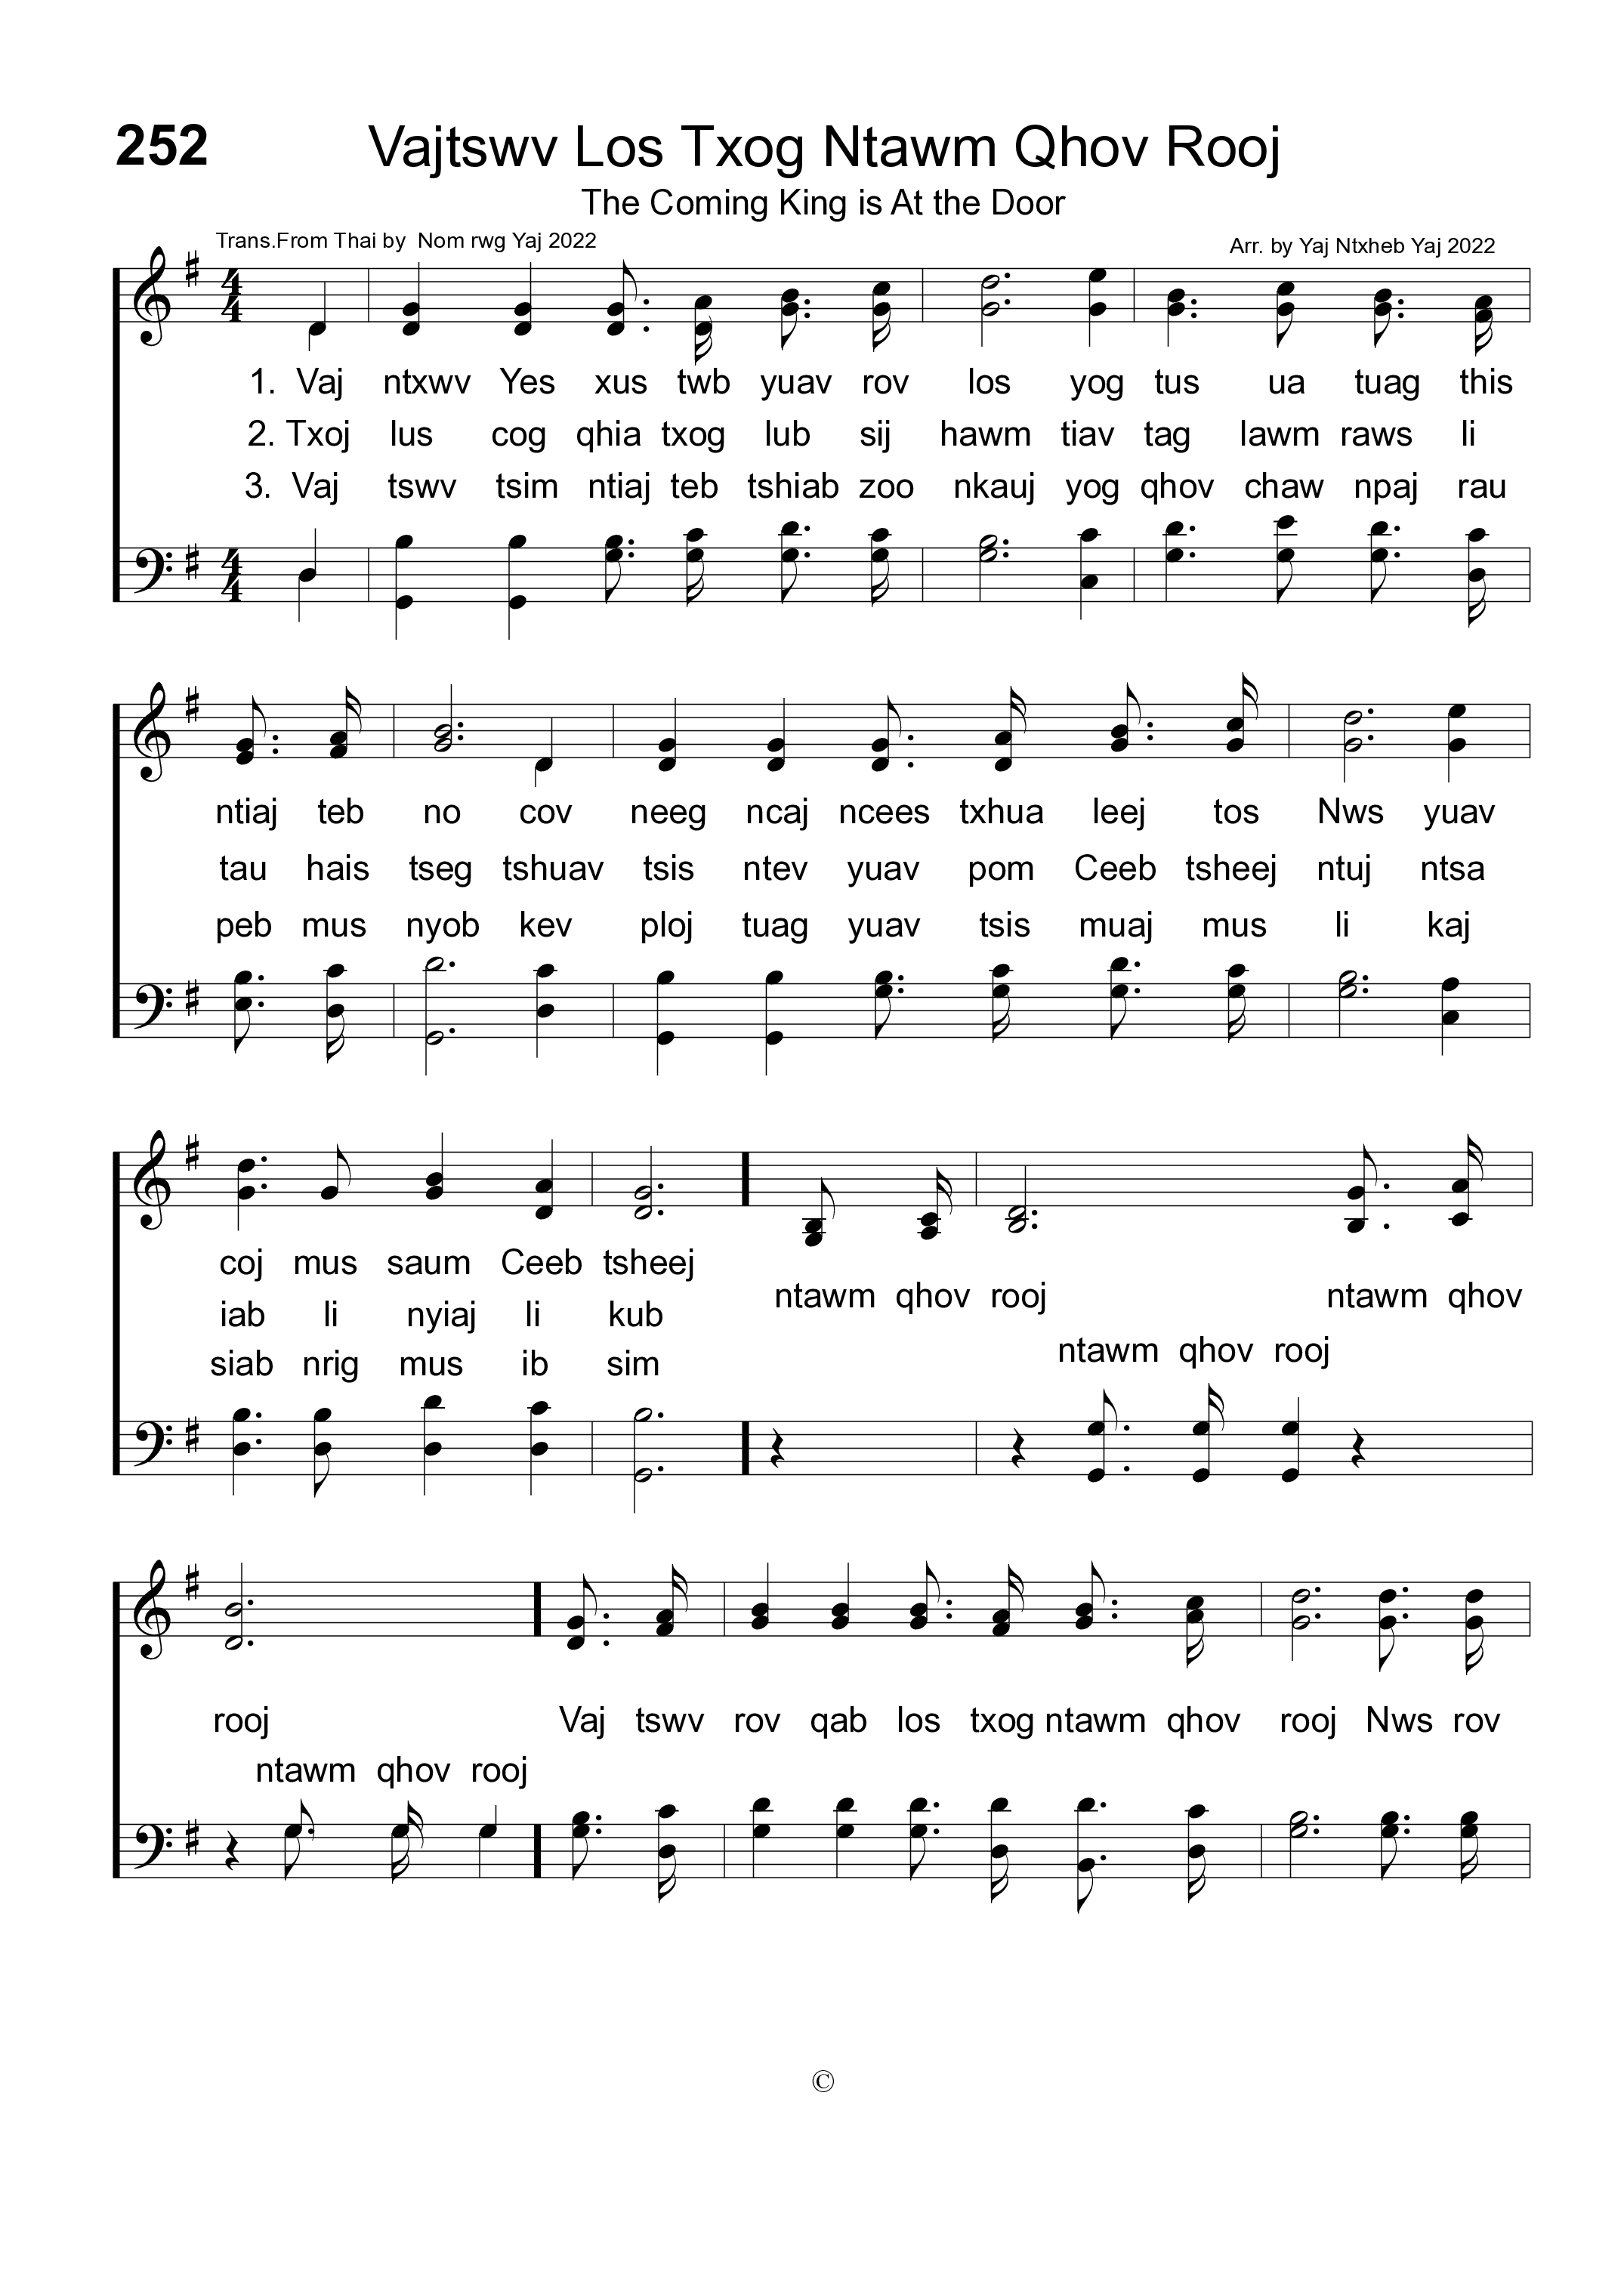 252 Vajtswv Los Txog Ntawm Qhov Rooj
The Coming King is At the Door
Trans.From Thai by Nom rwg Yaj 2022
Arr. by Yaj Ntxheb Yaj 2022
1. Vaj ntxwv Yes xus twb yuav rov los yog tus ua tuag this
2. Txoj lus cog qhia txog lub sij hawm tiav tag lawm raws li
3. Vaj tswv tsim ntiaj teb tshiab zoo nkauj yog qhov chaw npaj rau
ntiaj teb no cov neeg ncaj ncees txhua leej tos Nws yuav
tau hais tseg tshuav tsis ntev yuav pom Ceeb tsheej ntuj ntsa
peb mus nyob kev ploj tuag yuav tsis muaj mus li kaj
coj mus saum Ceeb tsheej
iab li nyiaj li kub
siab nrig mus ib sim
ntawm qhov rooj ntawm qhov
ntawm qhov rooj
rooj Vaj tswv rov qab los txog ntawm qhov rooj Nws rov
ntawm qhov rooj
©